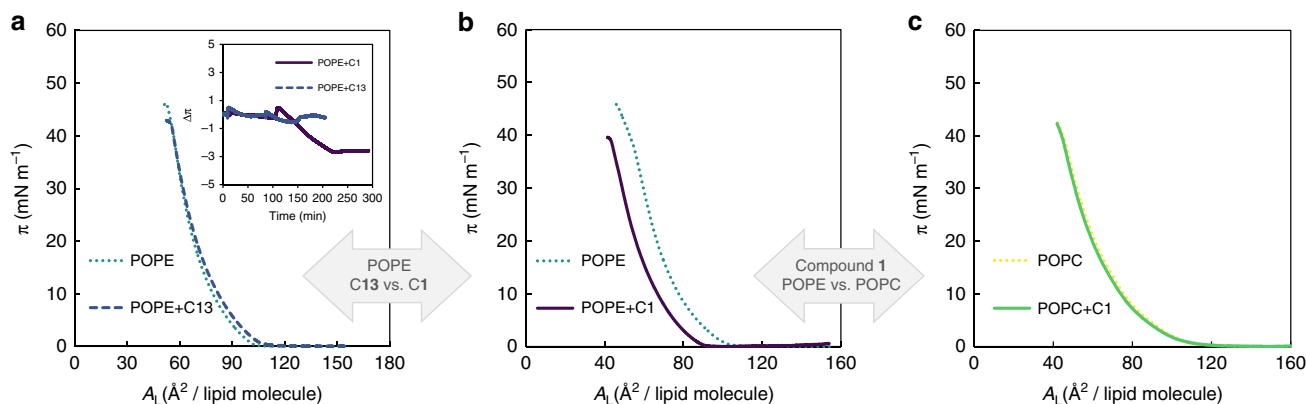 a
60
50
40
30
20
10
0
π (mN m⁻¹)
0 30 60 90 120 150 180
A_L(Å² / lipid molecule)
POPE
POPE+C13
5
3
1
−1
−3
−5
Δπ
POPE+C1
POPE+C13
0 50 100 150 200 250 300
Time (min)
POPE
C13 vs. C1
b
60
50
40
30
20
10
0
π (mN m⁻¹)
0 40 80 120 160
A_L(Å² / lipid molecule)
POPE
POPE+C1
Compound 1
POPE vs. POPC
c
60
50
40
30
20
10
0
π (mN m⁻¹)
0 40 80 120 160
A_L(Å² / lipid molecule)
POPC
POPC+C1